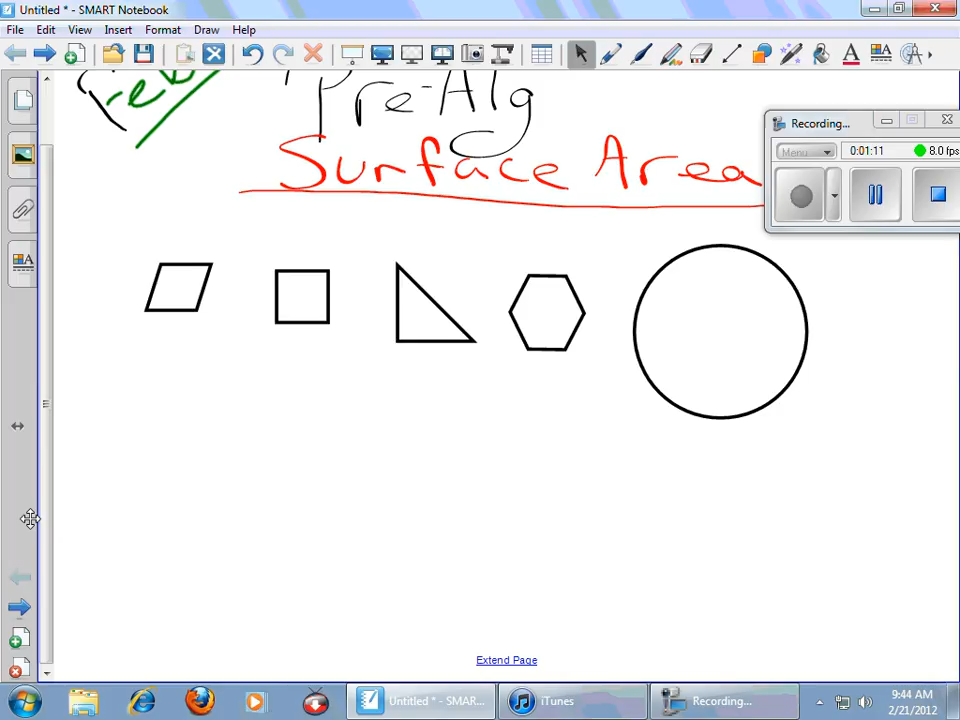 Untitled * - SMART Notebook
File Edit View Insert Format Draw Help
Pre-Alg
Surface Area
Recording...
Menu
0:01:11
8.0 fps
Extend Page
Untitled * - SMAR...
iTunes
Recording...
9:44 AM
2/21/2012